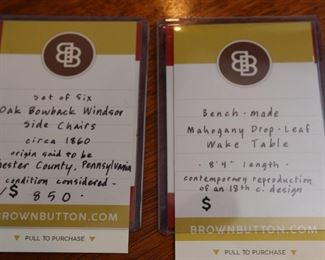 BB
Set of Six
Oak Bowback Windsor
Side Chairs
circa 1860
origin said to be
hester County, Pennsylvania
condition considered -
/$ 850.
BROWNBUTTON.COM
PULL TO PURCHASE
BB
Bench-made
Mahogany Drop-Leaf
Wake Table
- 8'4" length -
contemporary reproduction
of an 18th c. design
$
BROWNBUTTON.COM
PULL TO PURCHASE